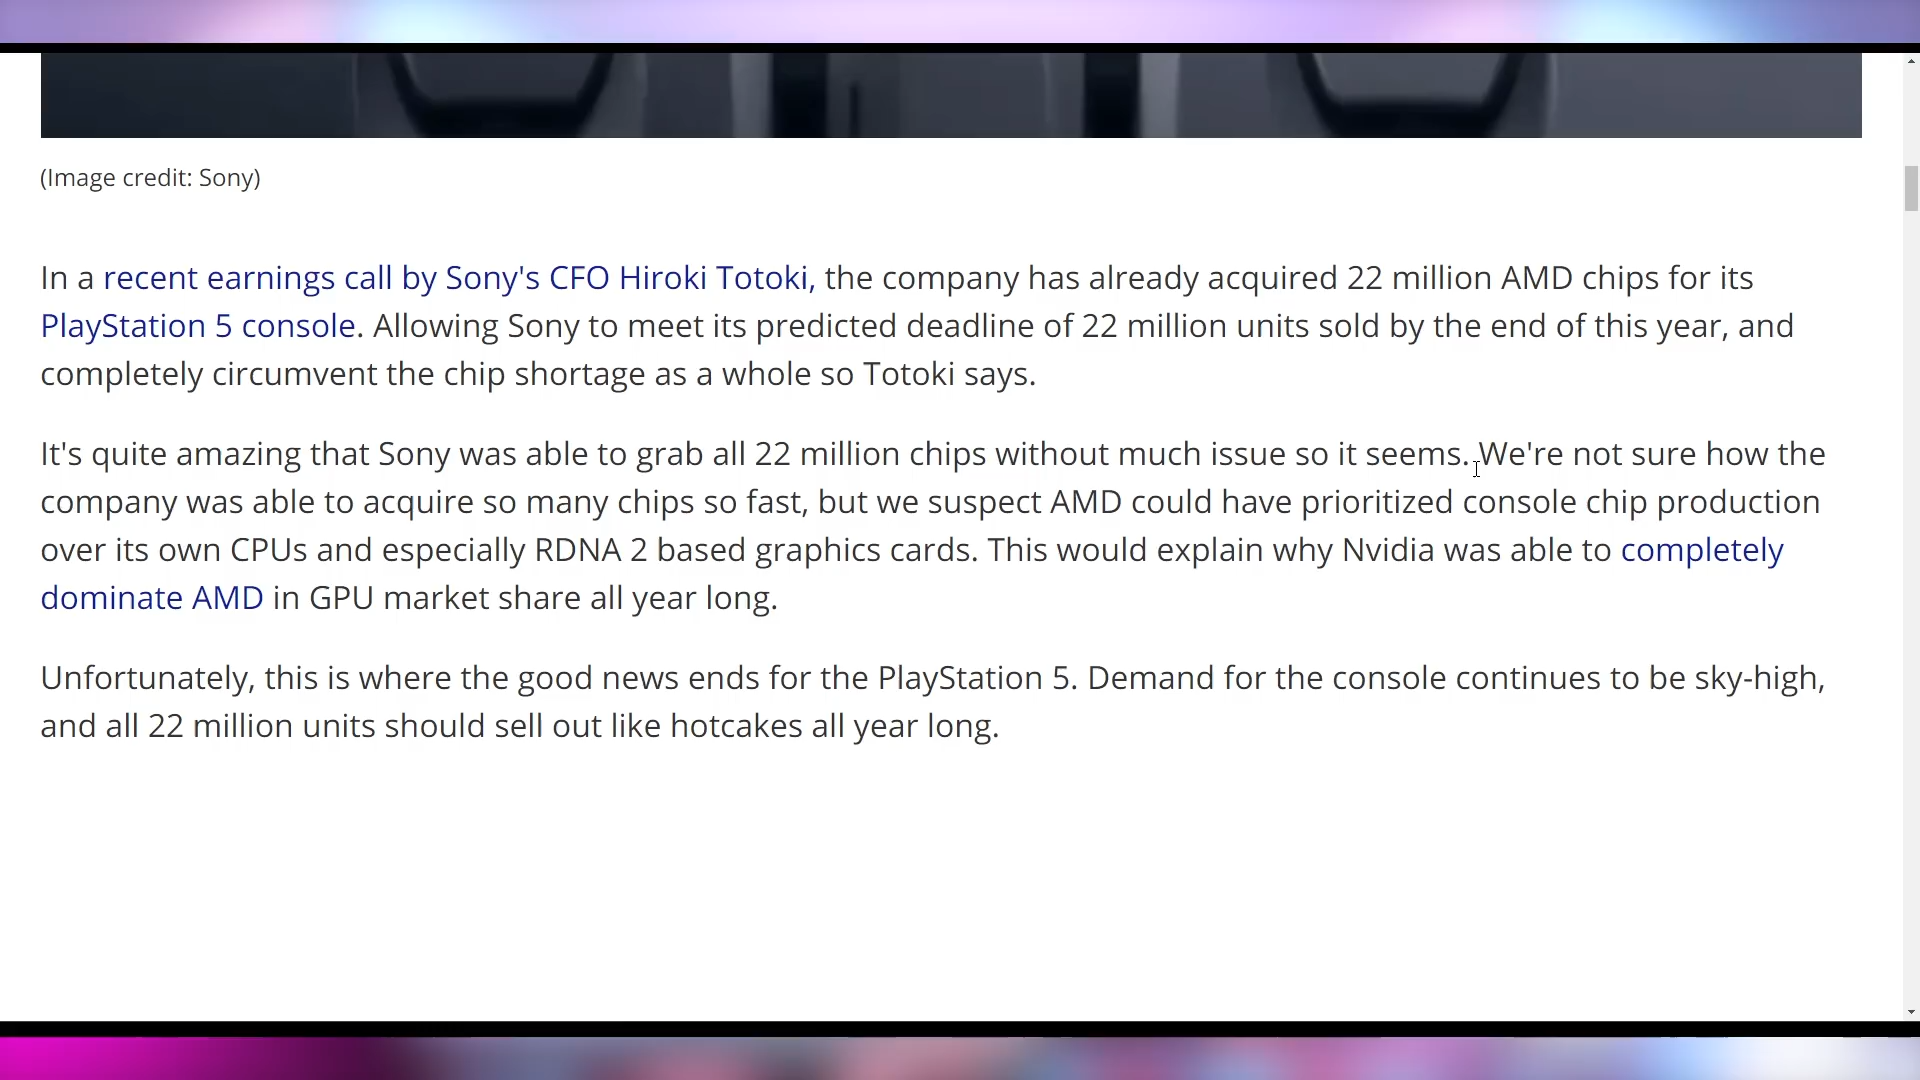 (Image credit: Sony)
In a recent earnings call by Sony's CFO Hiroki Totoki, the company has already acquired 22 million AMD chips for its
PlayStation 5 console. Allowing Sony to meet its predicted deadline of 22 million units sold by the end of this year, and
completely circumvent the chip shortage as a whole so Totoki says.
It's quite amazing that Sony was able to grab all 22 million chips without much issue so it seems. We're not sure how the
company was able to acquire so many chips so fast, but we suspect AMD could have prioritized console chip production
over its own CPUs and especially RDNA 2 based graphics cards. This would explain why Nvidia was able to completely
dominate AMD in GPU market share all year long.
Unfortunately, this is where the good news ends for the PlayStation 5. Demand for the console continues to be sky-high,
and all 22 million units should sell out like hotcakes all year long.